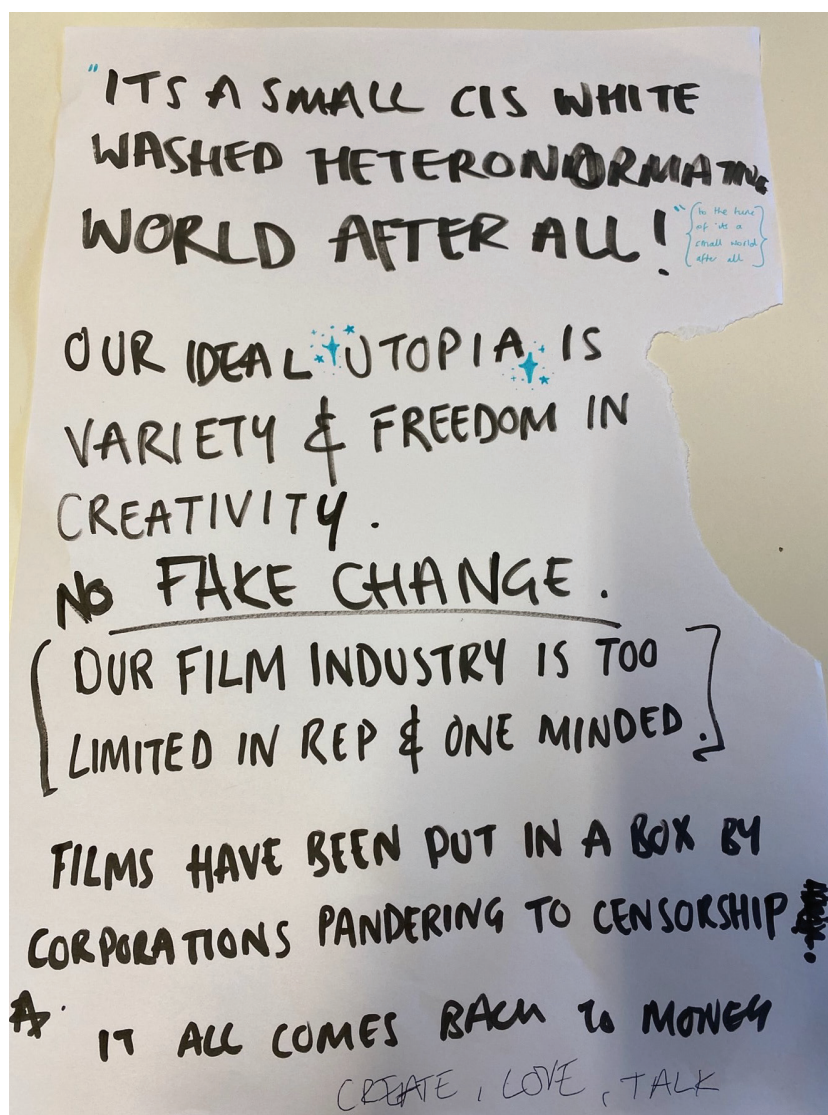 "ITS A SMALL CIS WHITE
WASHED HETERONORMATIVE
WORLD AFTER ALL!"
{to the tune
of its a
small world
after all}
OUR IDEAL UTOPIA IS
VARIETY & FREEDOM IN
CREATIVITY.
NO FAKE CHANGE.
[OUR FILM INDUSTRY IS TOO
LIMITED IN REP & ONE MINDED.]
FILMS HAVE BEEN PUT IN A BOX BY
CORPORATIONS PANDERING TO CENSORSHIP
IT ALL COMES BACK TO MONEY
CREATE, LOVE, TALK